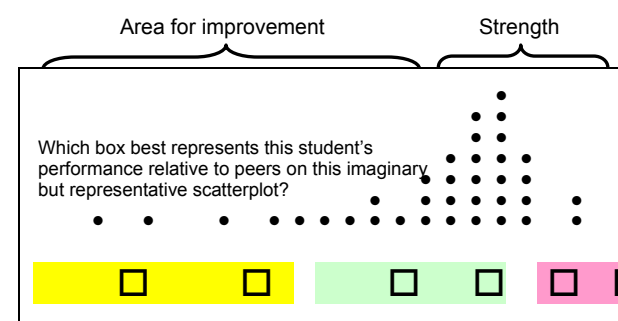 Area for improvement Strength
Which box best represents this student's
performance relative to peers on this imaginary
but representative scatterplot?